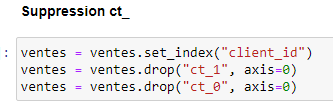 Suppression ct_
: ventes = ventes.set_index("client_id")
ventes = ventes.drop("ct_1", axis=0)
ventes = ventes.drop("ct_0", axis=0)